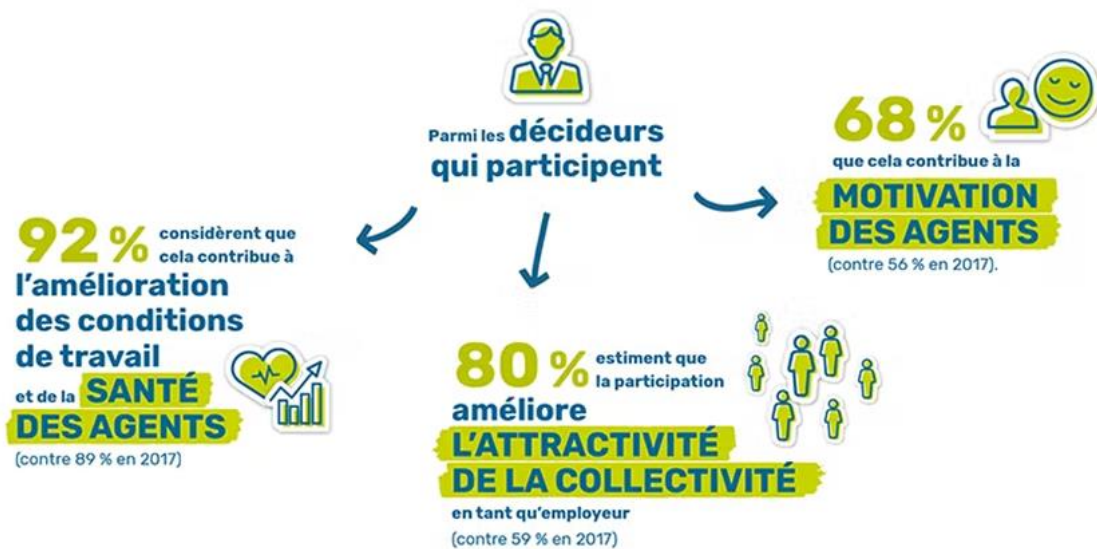 Parmi les décideurs
qui participent
92 % considèrent que
cela contribue à
l'amélioration
des conditions
de travail
et de la SANTÉ
DES AGENTS
(contre 89 % en 2017)
80 % estiment que
la participation
améliore
L'ATTRACTIVITÉ
DE LA COLLECTIVITÉ
en tant qu'employeur
(contre 59 % en 2017)
68 %
que cela contribue à la
MOTIVATION
DES AGENTS
(contre 56 % en 2017).